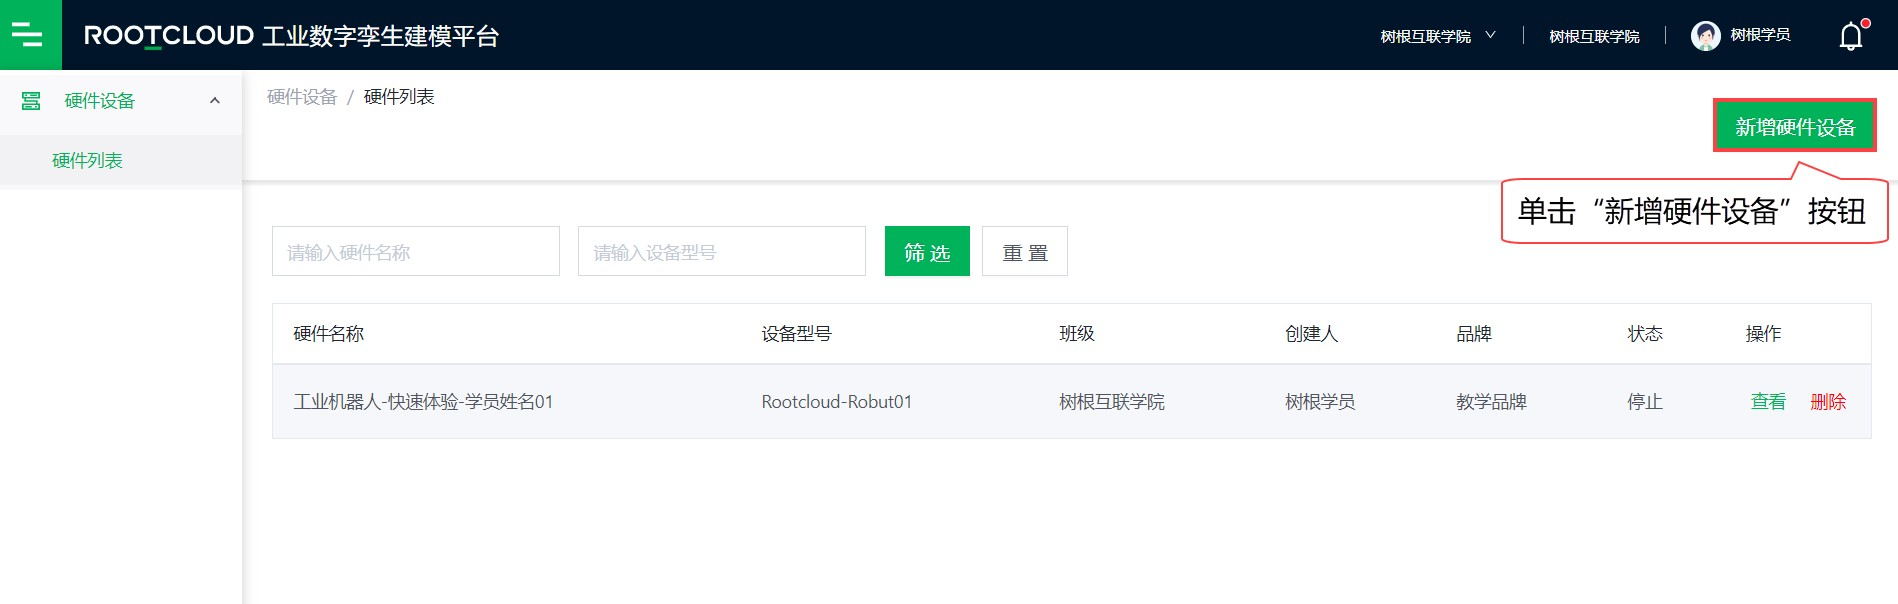 ROOTCLOUD 工业数字孪生建模平台
树根互联学院
树根互联学院
树根学员
硬件设备
硬件列表
硬件设备 / 硬件列表
新增硬件设备
单击“新增硬件设备”按钮
请输入硬件名称
请输入设备型号
筛选
重置
硬件名称 设备型号 班级 创建人 品牌 状态 操作
工业机器人-快速体验-学员姓名01 Rootcloud-Robut01 树根互联学院 树根学员 教学品牌 停止 查看 删除